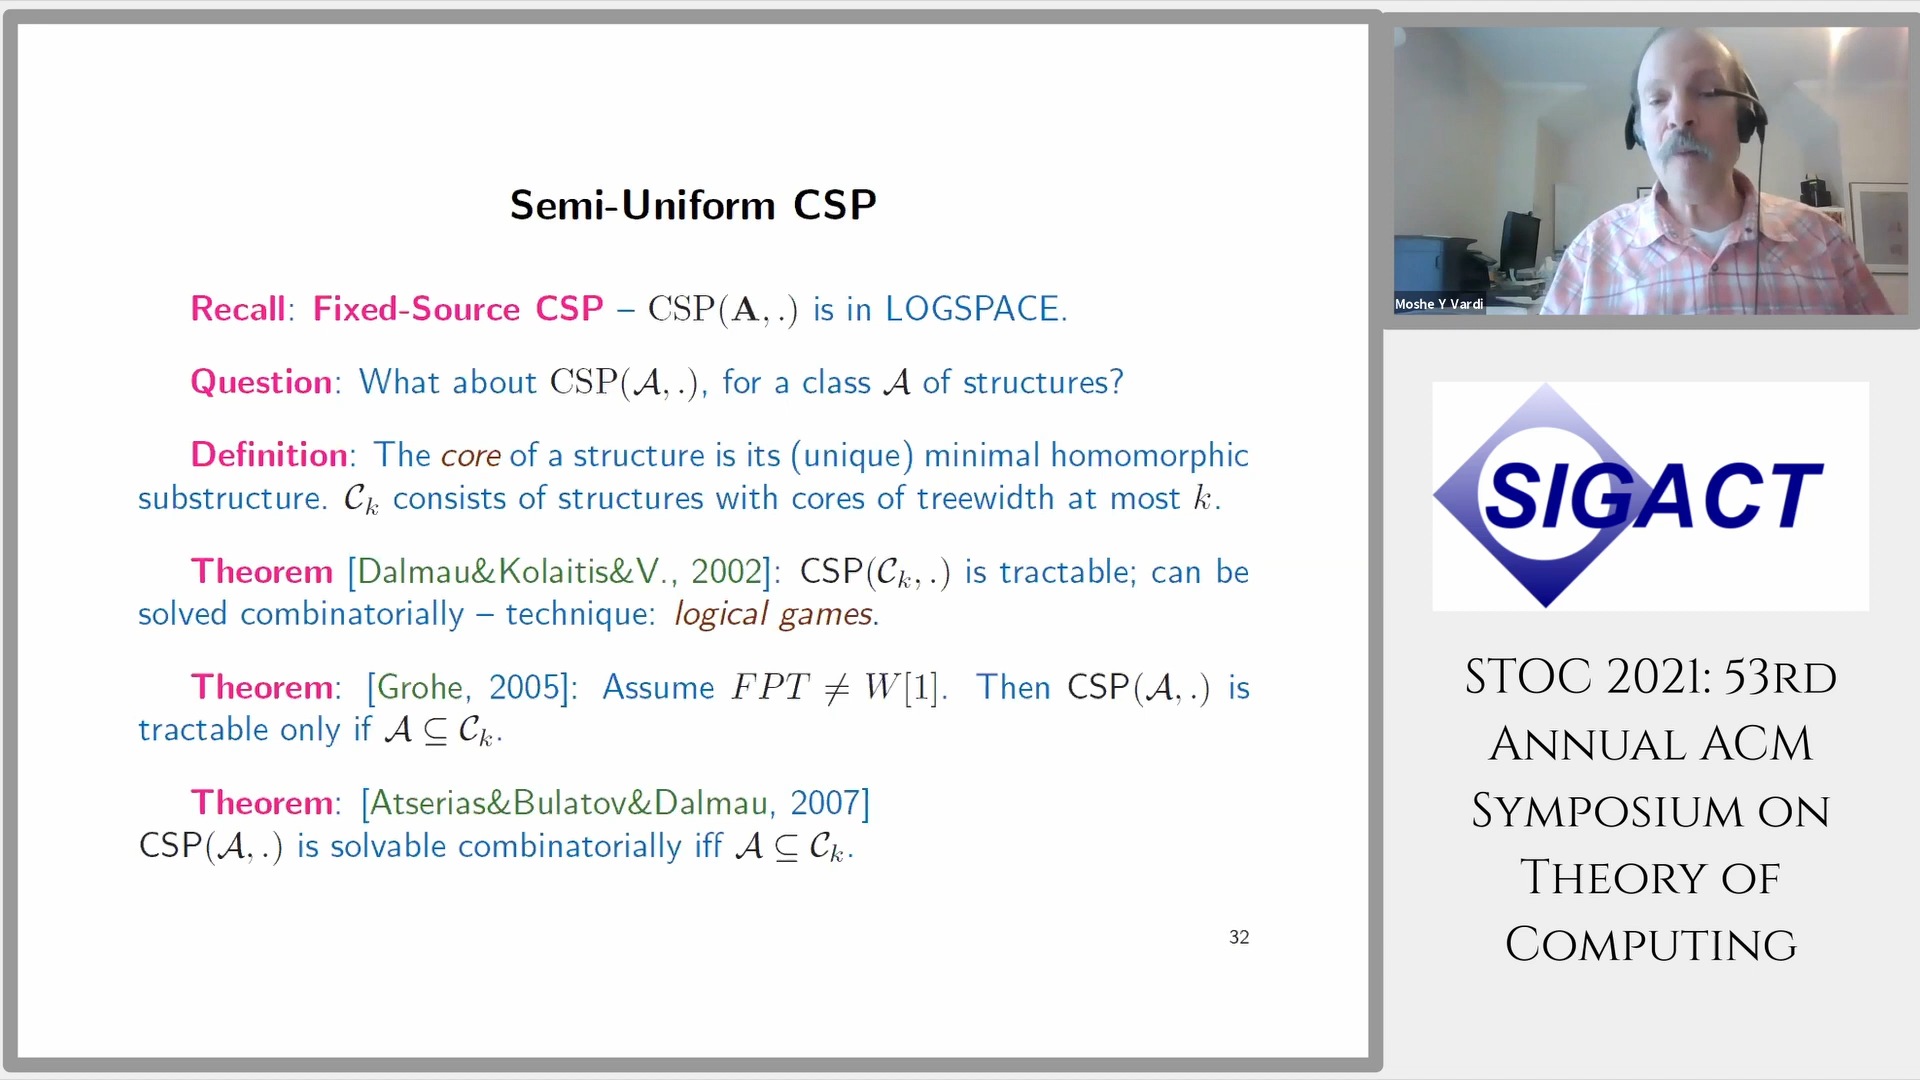 Semi-Uniform CSP
Recall: Fixed-Source CSP – CSP(A, .) is in LOGSPACE.
Question: What about CSP(𝒜, .), for a class 𝒜 of structures?
Definition: The core of a structure is its (unique) minimal homomorphic
substructure. 𝒞ₖ consists of structures with cores of treewidth at most k.
Theorem [Dalmau&Kolaitis&V., 2002]: CSP(𝒞ₖ, .) is tractable; can be
solved combinatorially – technique: logical games.
Theorem: [Grohe, 2005]: Assume FPT ≠ W[1]. Then CSP(𝒜, .) is
tractable only if 𝒜 ⊆ 𝒞ₖ.
Theorem: [Atserias&Bulatov&Dalmau, 2007]
CSP(𝒜, .) is solvable combinatorially iff 𝒜 ⊆ 𝒞ₖ.
32
Moshe Y Vardi
SIGACT
STOC 2021: 53rd
Annual ACM
Symposium on
Theory of
Computing